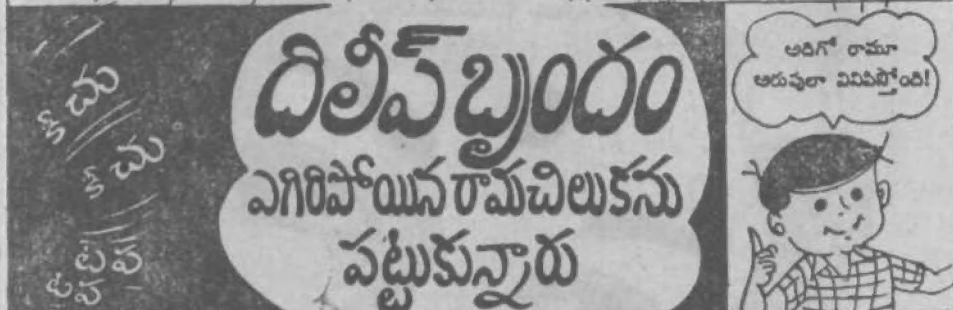 క్‌చు
క్‌చు
టప
టప
దిలీప్ బృందం
ఎగిరిపోయిన రామచిలుకను
పట్టుకున్నారు
అదిగో రామూ
అరుపులా వినిపిస్తోంది!